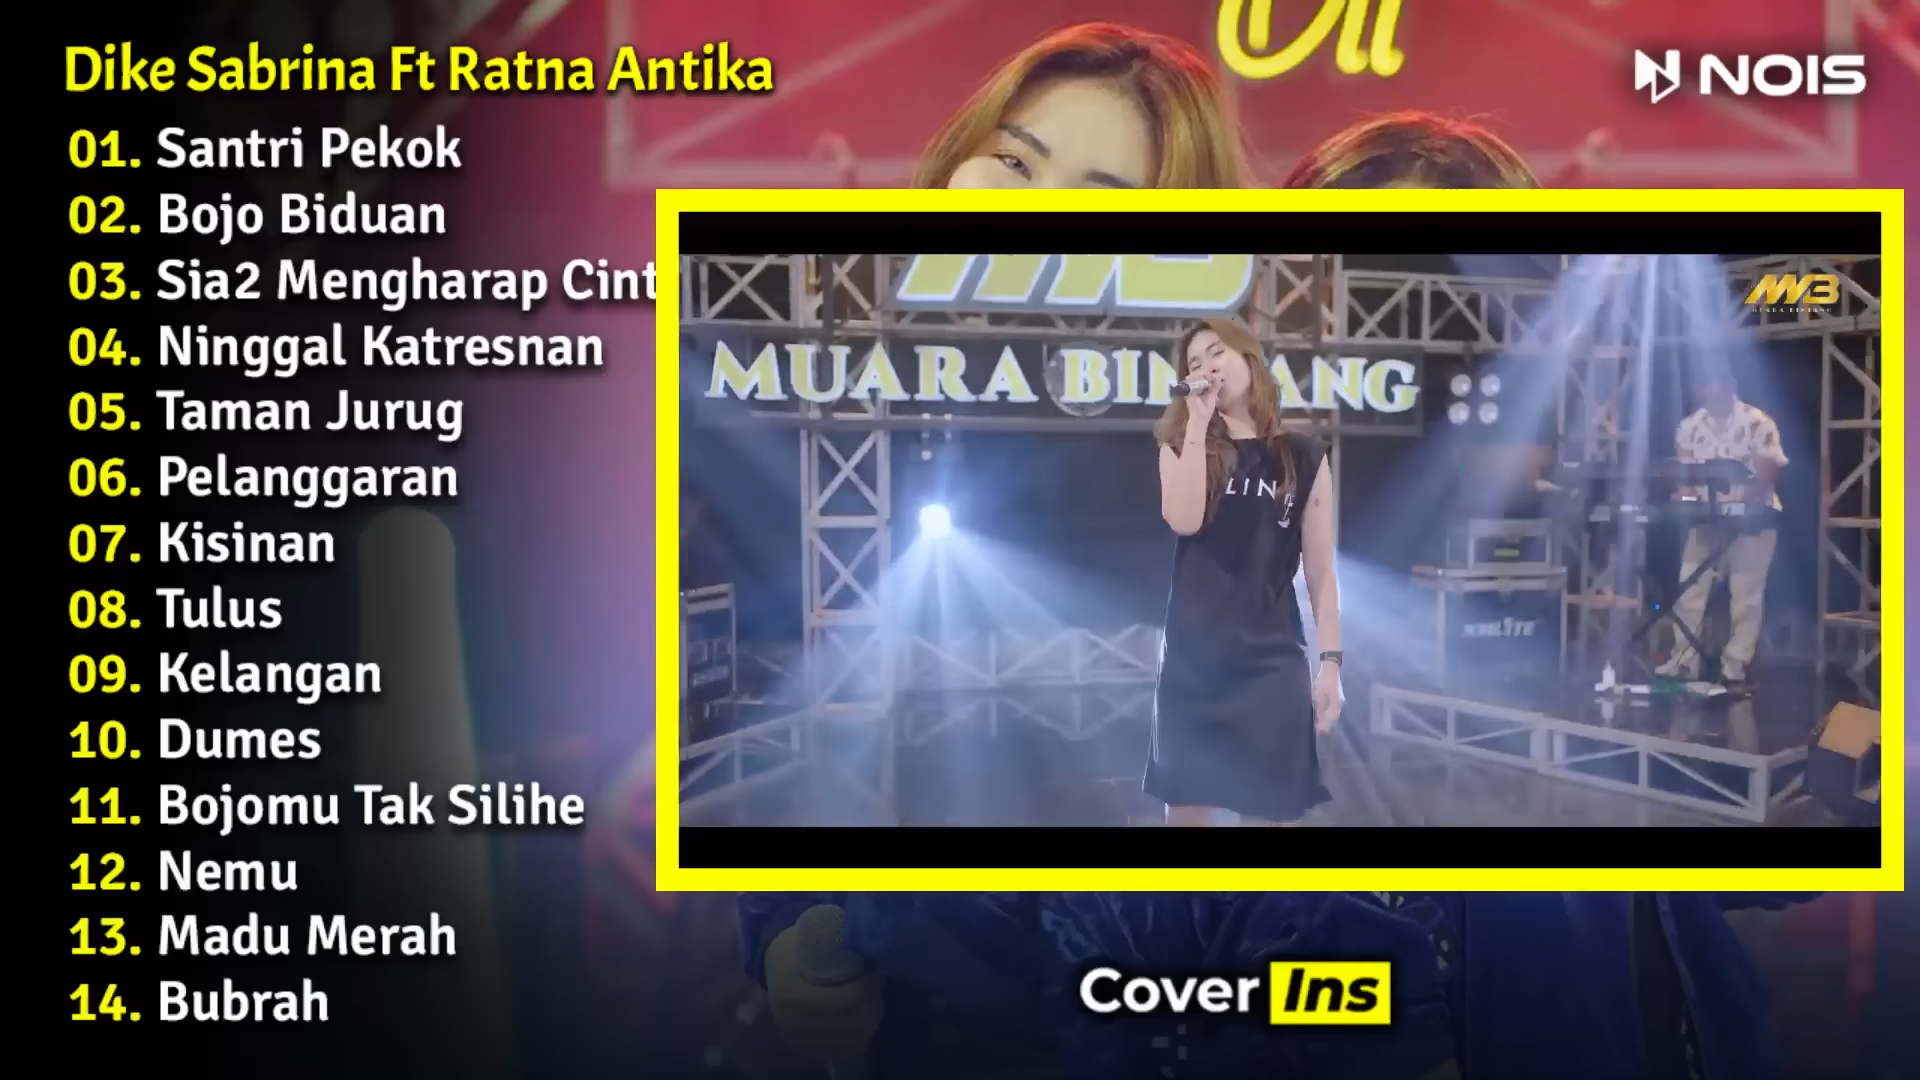 Dike Sabrina Ft Ratna Antika
NOIS
01. Santri Pekok
02. Bojo Biduan
03. Sia2 Mengharap Cint
04. Ninggal Katresnan
05. Taman Jurug
06. Pelanggaran
07. Kisinan
08. Tulus
09. Kelangan
10. Dumes
11. Bojomu Tak Silihe
12. Nemu
13. Madu Merah
14. Bubrah
MB
MUARA BIN ANG
LINE
Cover Ins